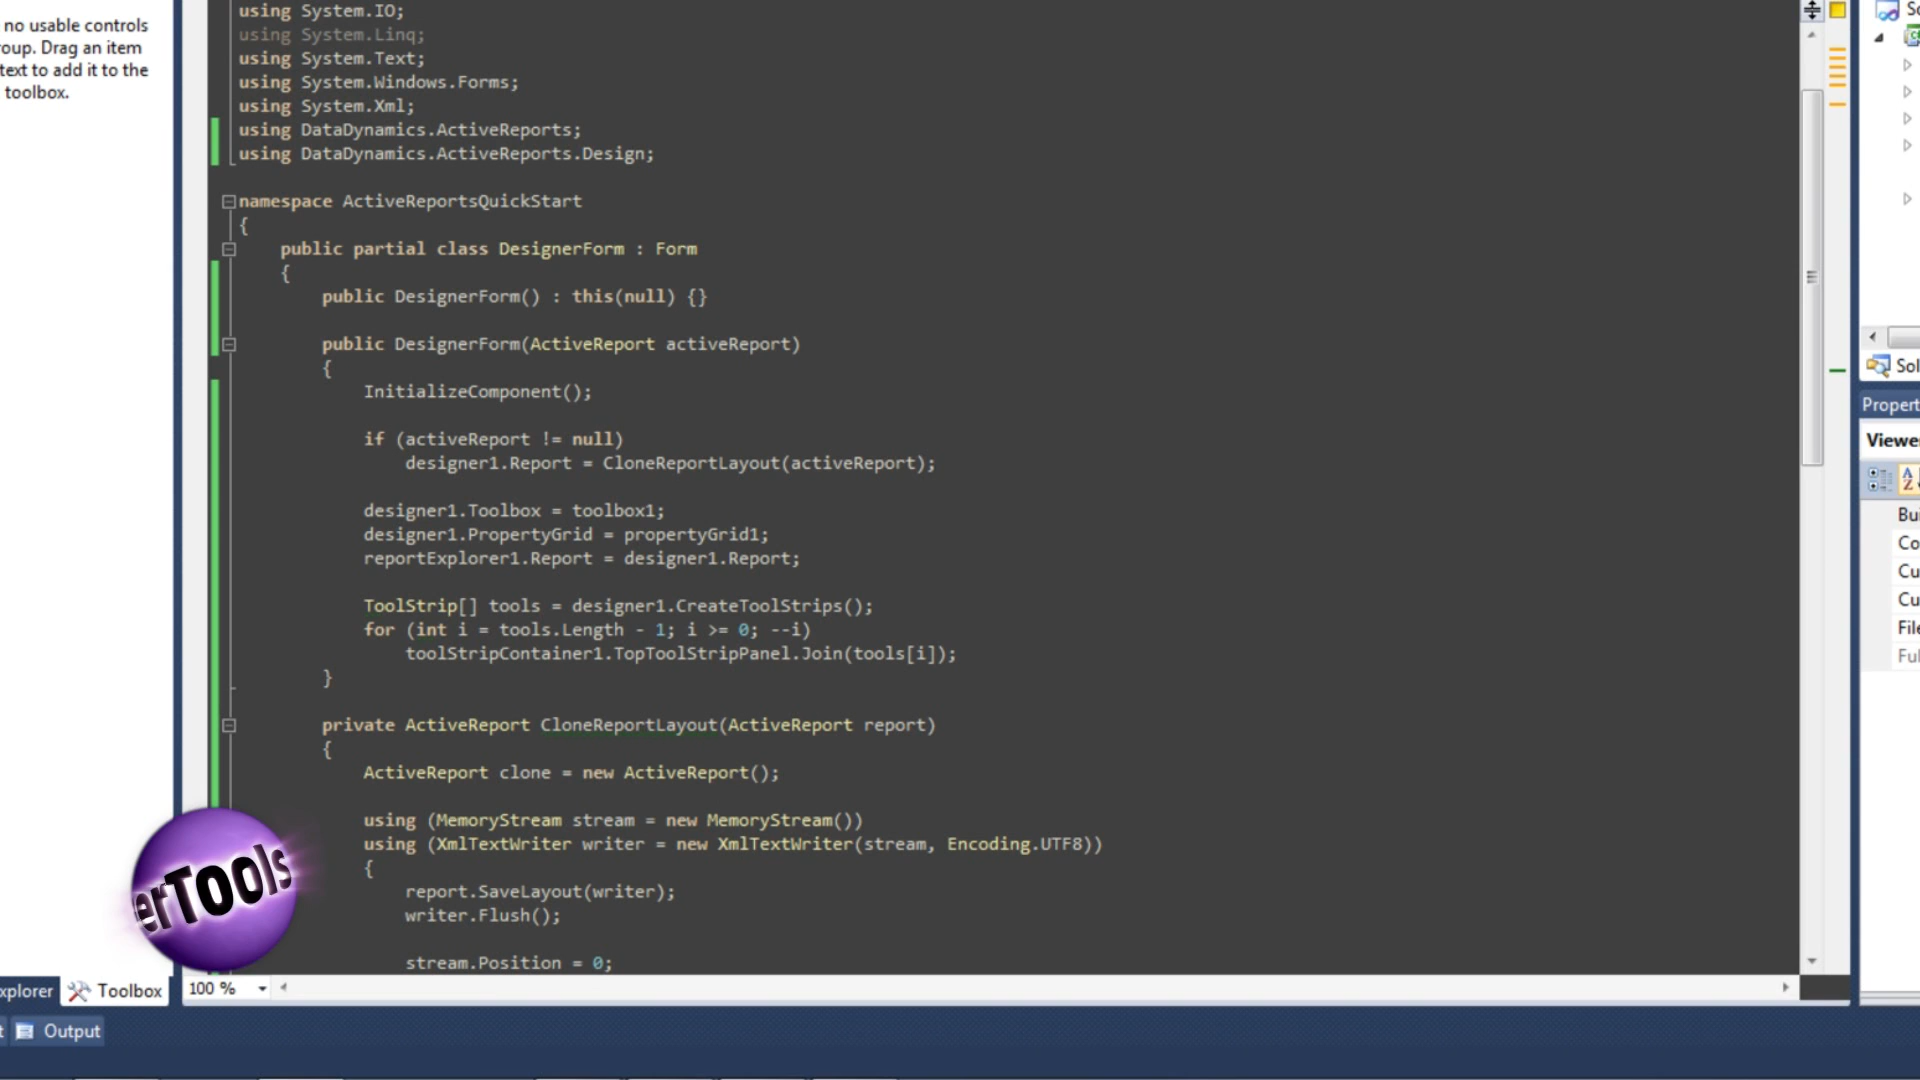 no usable controls
roup. Drag an item
text to add it to the
toolbox.
using System.IO;
using System.Linq;
using System.Text;
using System.Windows.Forms;
using System.Xml;
using DataDynamics.ActiveReports;
using DataDynamics.ActiveReports.Design;
namespace ActiveReportsQuickStart
{
public partial class DesignerForm : Form
{
public DesignerForm() : this(null) {}
public DesignerForm(ActiveReport activeReport)
{
InitializeComponent();
if (activeReport != null)
designer1.Report = CloneReportLayout(activeReport);
designer1.Toolbox = toolbox1;
designer1.PropertyGrid = propertyGrid1;
reportExplorer1.Report = designer1.Report;
ToolStrip[] tools = designer1.CreateToolStrips();
for (int i = tools.Length - 1; i >= 0; --i)
toolStripContainer1.TopToolStripPanel.Join(tools[i]);
}
private ActiveReport CloneReportLayout(ActiveReport report)
{
ActiveReport clone = new ActiveReport();
using (MemoryStream stream = new MemoryStream())
using (XmlTextWriter writer = new XmlTextWriter(stream, Encoding.UTF8))
{
report.SaveLayout(writer);
writer.Flush();
stream.Position = 0;
erTools
xplorer
Toolbox
100 %
t
Output
So
Sol
Propert
Viewe
Bui
Co
Cu
Cu
File
Ful